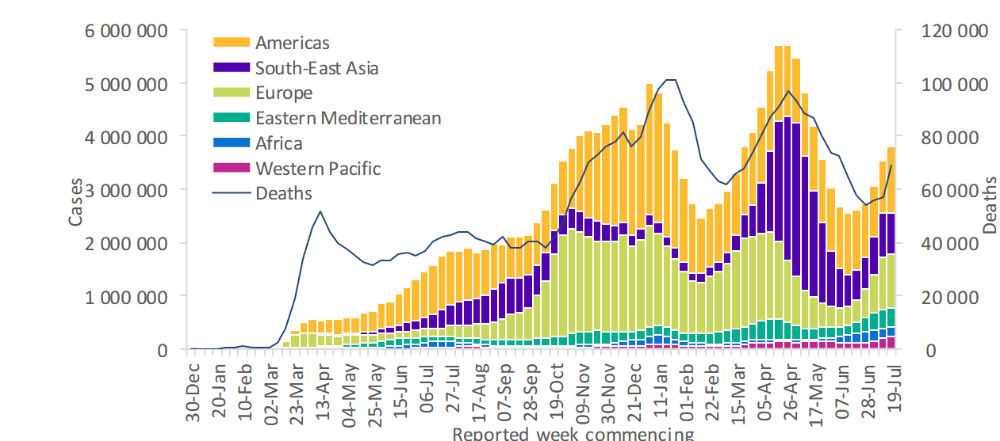 6 000 000
5 000 000
4 000 000
3 000 000
2 000 000
1 000 000
0
Cases
Americas
South-East Asia
Europe
Eastern Mediterranean
Africa
Western Pacific
Deaths
120 000
100 000
80 000
60 000
40 000
20 000
0
Deaths
30-Dec
20-Jan
10-Feb
02-Mar
23-Mar
13-Apr
04-May
25-May
15-Jun
06-Jul
27-Jul
17-Aug
07-Sep
28-Sep
19-Oct
09-Nov
30-Nov
21-Dec
11-Jan
01-Feb
22-Feb
15-Mar
05-Apr
26-Apr
17-May
07-Jun
28-Jun
19-Jul
Reported week commencing